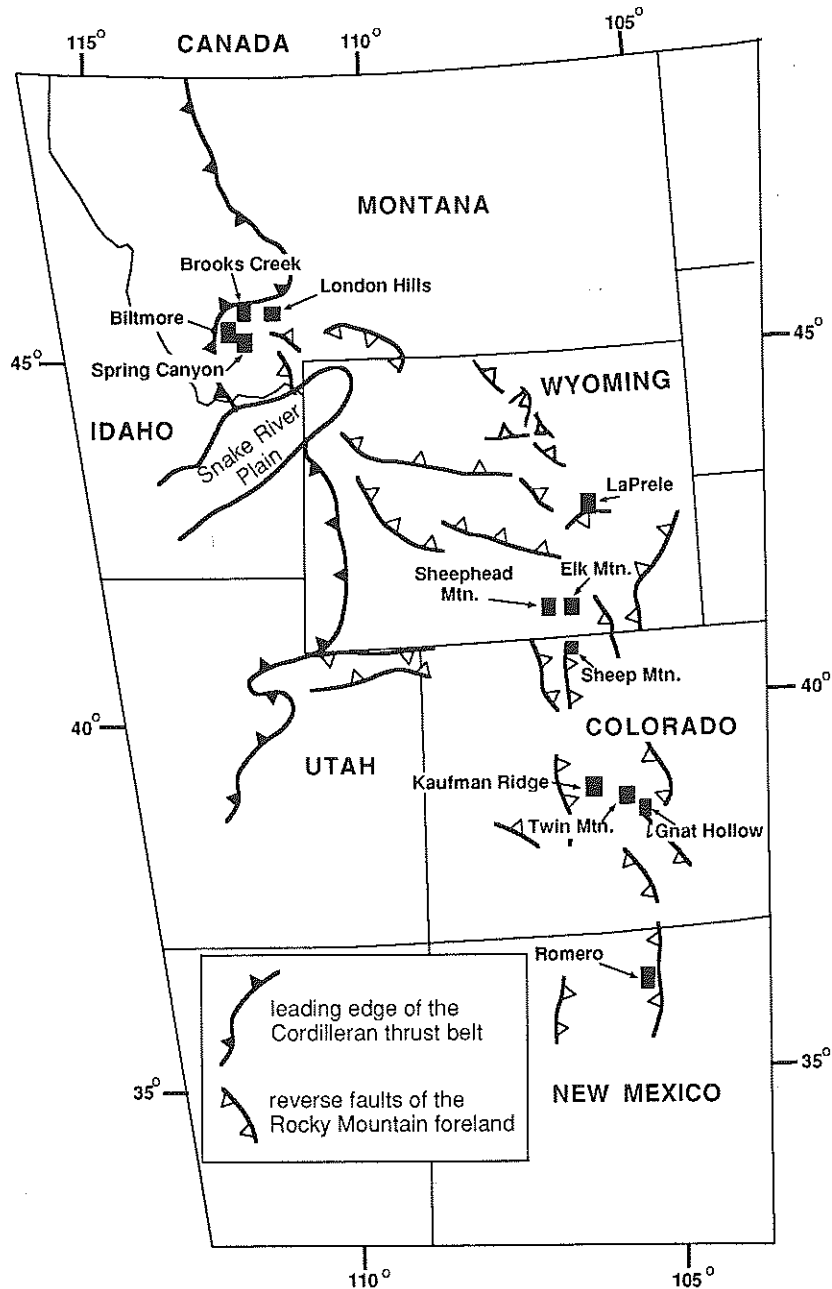 115°
CANADA
110°
105°
MONTANA
Brooks Creek
London Hills
Biltmore
45°
45°
Spring Canyon
WYOMING
IDAHO
Snake River
Plain
LaPrele
Sheephead
Mtn.
Elk Mtn.
Sheep Mtn.
40°
40°
COLORADO
UTAH
Kaufman Ridge
Twin Mtn.
Gnat Hollow
Romero
leading edge of the
Cordilleran thrust belt
35°
35°
NEW MEXICO
reverse faults of the
Rocky Mountain foreland
110°
105°